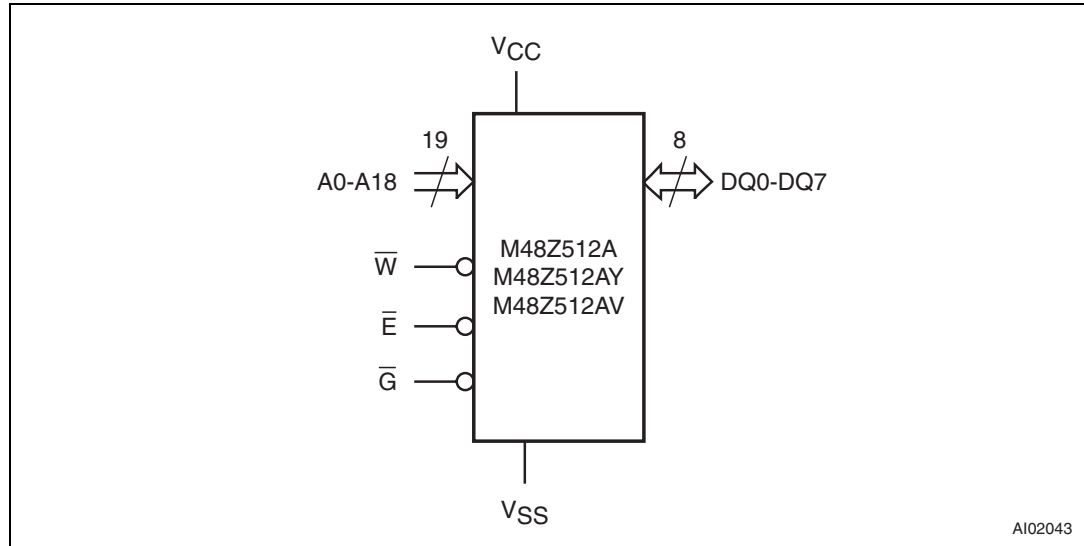 VCC
19
8
A0-A18
DQ0-DQ7
M48Z512A
W̅
M48Z512AY
M48Z512AV
E̅
G̅
VSS
AI02043